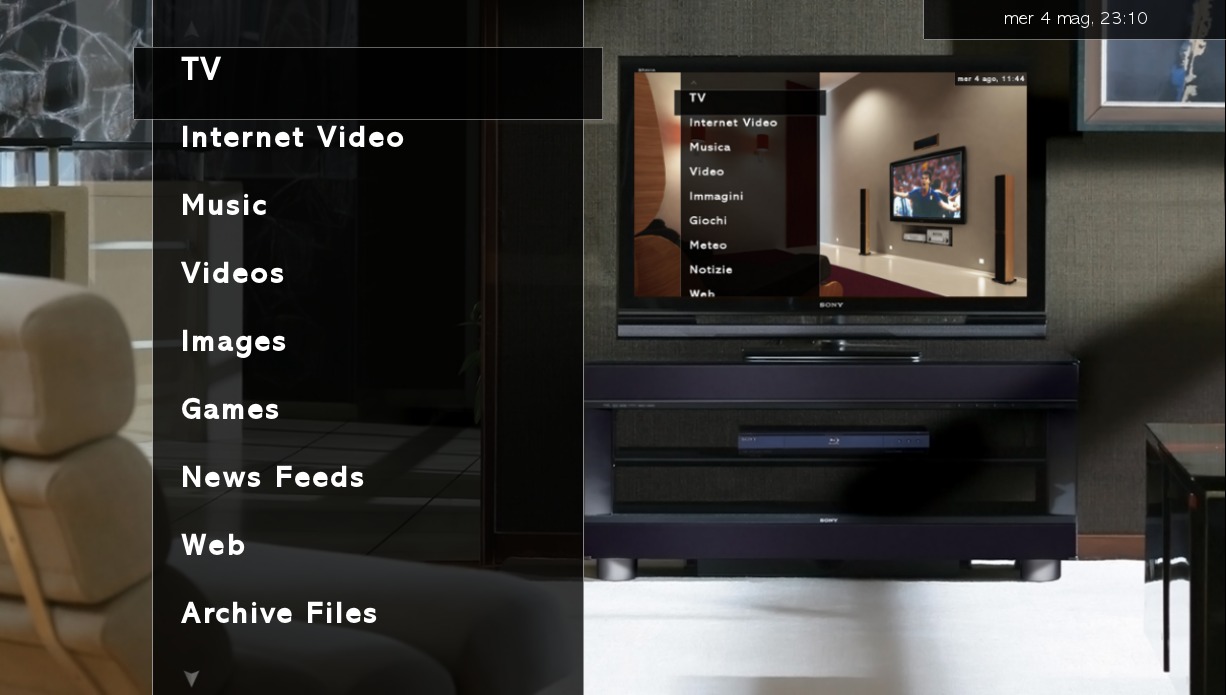 mer 4 mag, 23:10
TV
Internet Video
Music
Videos
Images
Games
News Feeds
Web
Archive Files
mer 4 ago, 11:44
TV
Internet Video
Musica
Video
Immagini
Giochi
Meteo
Notizie
Web
SONY
SONY